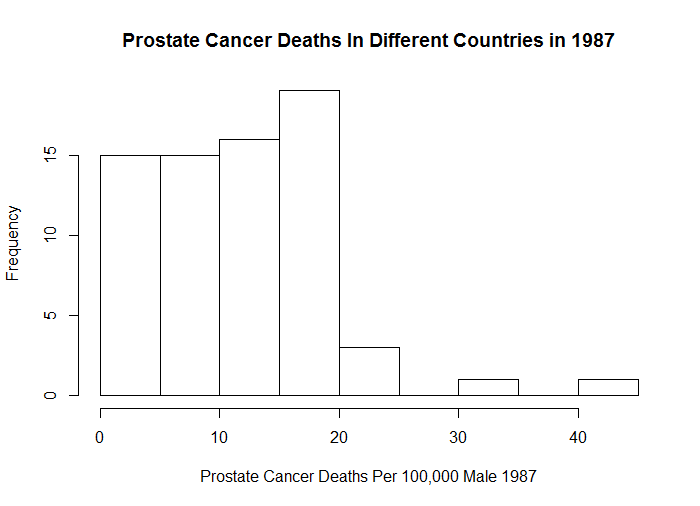 Prostate Cancer Deaths In Different Countries in 1987
Frequency
15
10
5
0
0 10 20 30 40
Prostate Cancer Deaths Per 100,000 Male 1987